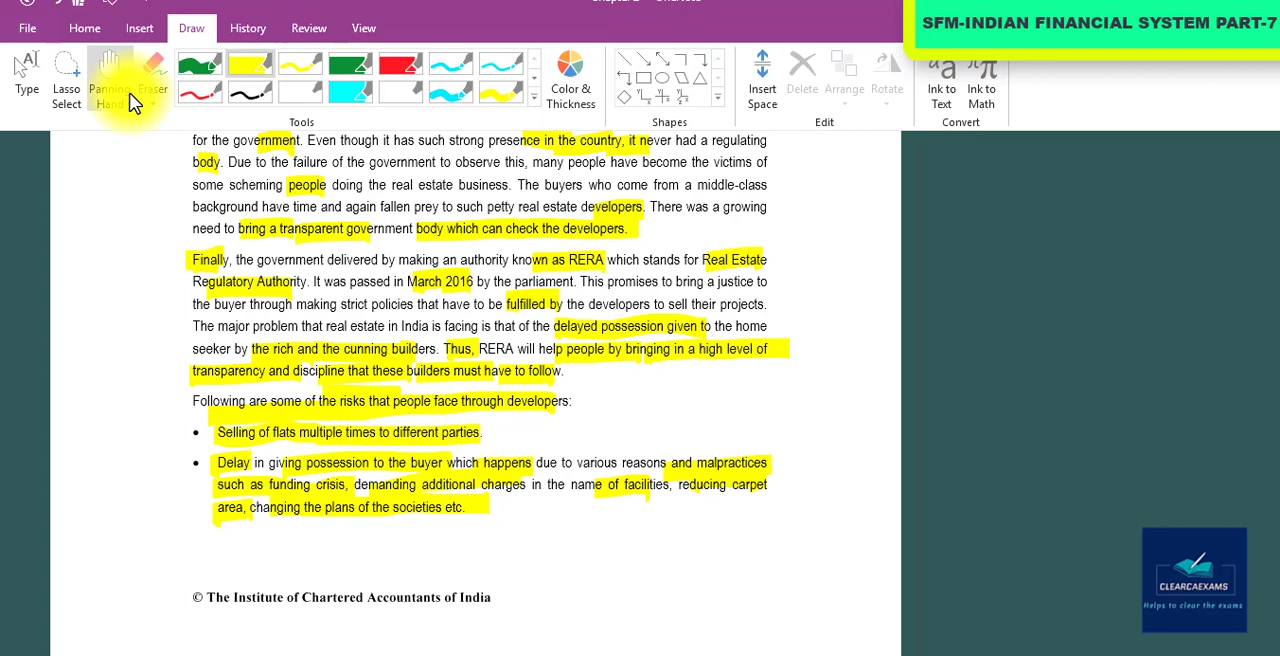 SFM-INDIAN FINANCIAL SYSTEM PART-7
File Home Insert Draw History Review View
Type
Lasso Select
Panning Hand
Eraser
Color & Thickness
Insert Space
Delete
Arrange
Rotate
Ink to Text
Ink to Math
Tools Shapes Edit Convert
for the government. Even though it has such strong presence in the country, it never had a regulating
body. Due to the failure of the government to observe this, many people have become the victims of
some scheming people doing the real estate business. The buyers who come from a middle-class
background have time and again fallen prey to such petty real estate developers. There was a growing
need to bring a transparent government body which can check the developers.
Finally, the government delivered by making an authority known as RERA which stands for Real Estate
Regulatory Authority. It was passed in March 2016 by the parliament. This promises to bring a justice to
the buyer through making strict policies that have to be fulfilled by the developers to sell their projects.
The major problem that real estate in India is facing is that of the delayed possession given to the home
seeker by the rich and the cunning builders. Thus, RERA will help people by bringing in a high level of
transparency and discipline that these builders must have to follow.
Following are some of the risks that people face through developers:
• Selling of flats multiple times to different parties.
• Delay in giving possession to the buyer which happens due to various reasons and malpractices
such as funding crisis, demanding additional charges in the name of facilities, reducing carpet
area, changing the plans of the societies etc.
© The Institute of Chartered Accountants of India
CLEARCAEXAMS
Helps to clear the exams